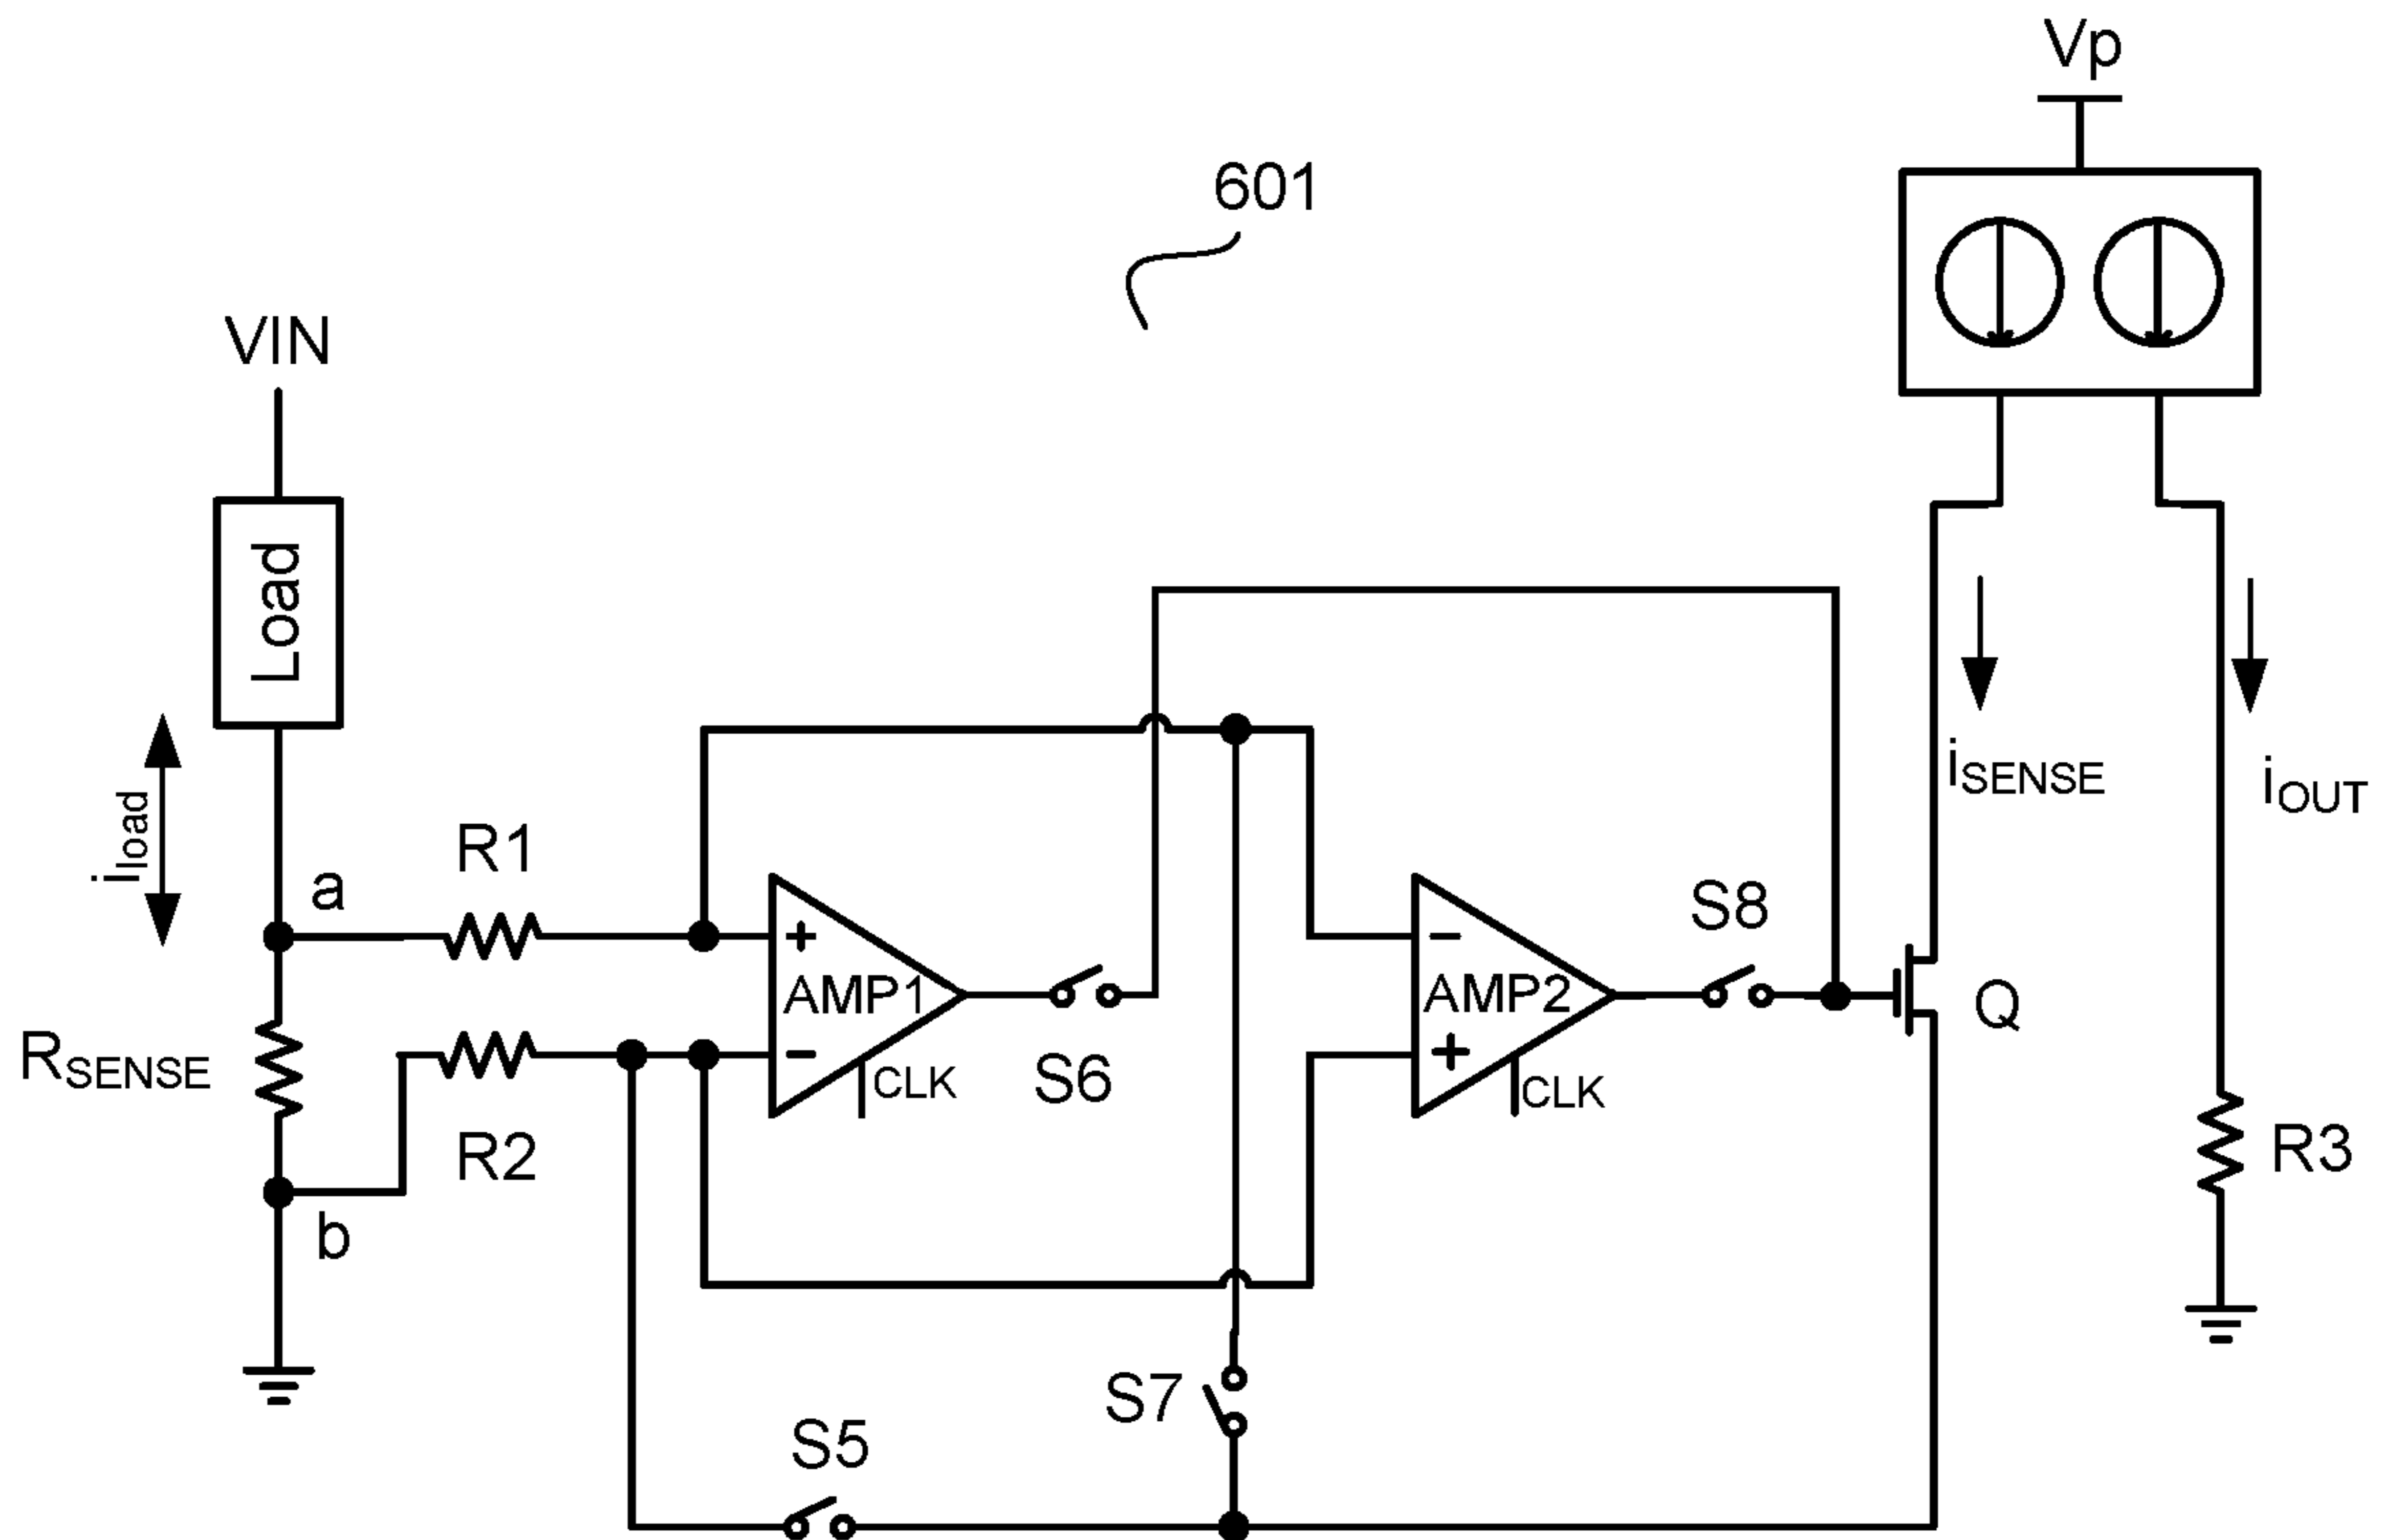 Vp
601
VIN
Load
iload
a
R1
iSENSE
iOUT
AMP1
+
-
CLK
S6
AMP2
-
+
CLK
S8
Q
RSENSE
R2
b
R3
S7
S5